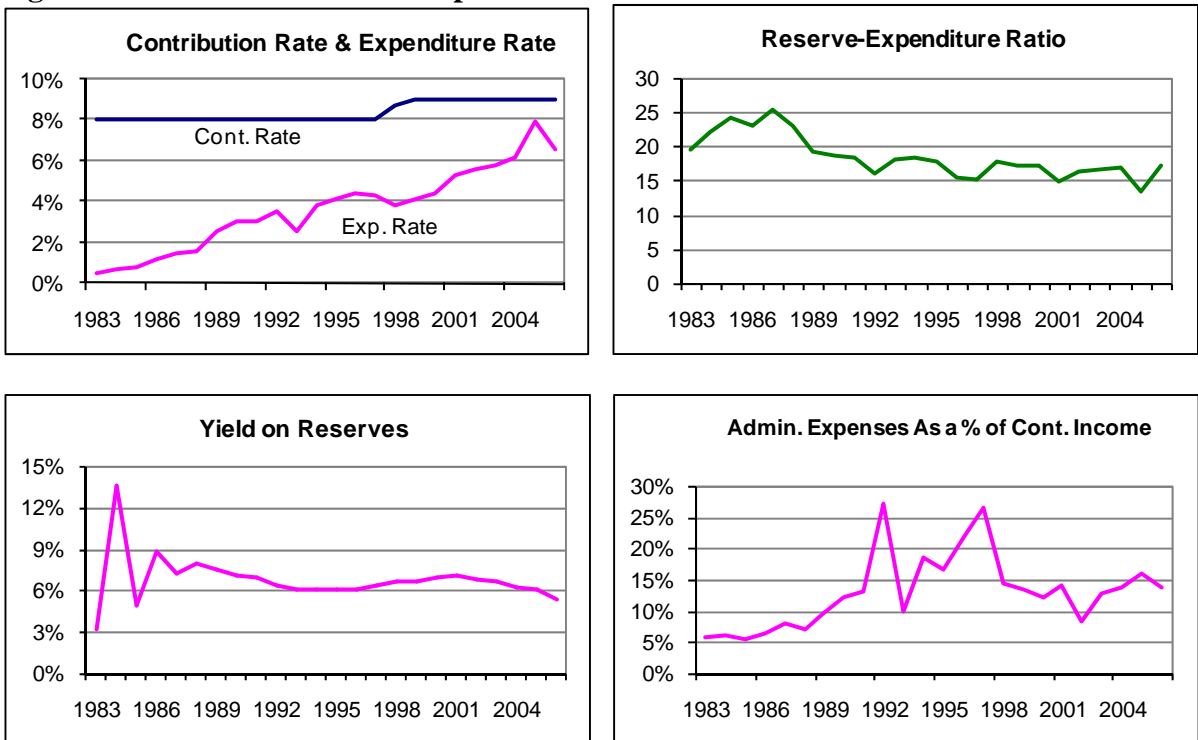 Contribution Rate & Expenditure Rate
10%
8%
6%
4%
2%
0%
Cont. Rate
Exp. Rate
1983 1986 1989 1992 1995 1998 2001 2004
Reserve-Expenditure Ratio
30
25
20
15
10
5
0
1983 1986 1989 1992 1995 1998 2001 2004
Yield on Reserves
15%
12%
9%
6%
3%
0%
1983 1986 1989 1992 1995 1998 2001 2004
Admin. Expenses As a % of Cont. Income
30%
25%
20%
15%
10%
5%
0%
1983 1986 1989 1992 1995 1998 2001 2004